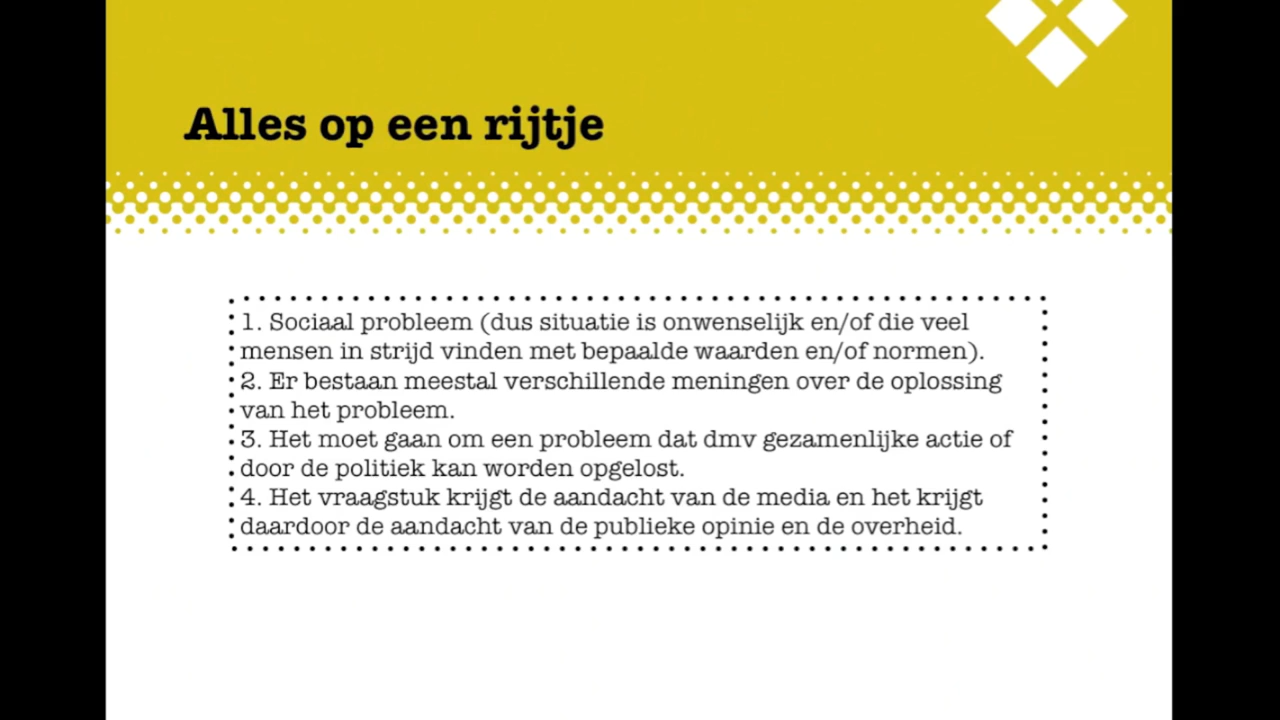 Alles op een rijtje
1. Sociaal probleem (dus situatie is onwenselijk en/of die veel
mensen in strijd vinden met bepaalde waarden en/of normen).
2. Er bestaan meestal verschillende meningen over de oplossing
van het probleem.
3. Het moet gaan om een probleem dat dmv gezamenlijke actie of
door de politiek kan worden opgelost.
4. Het vraagstuk krijgt de aandacht van de media en het krijgt
daardoor de aandacht van de publieke opinie en de overheid.